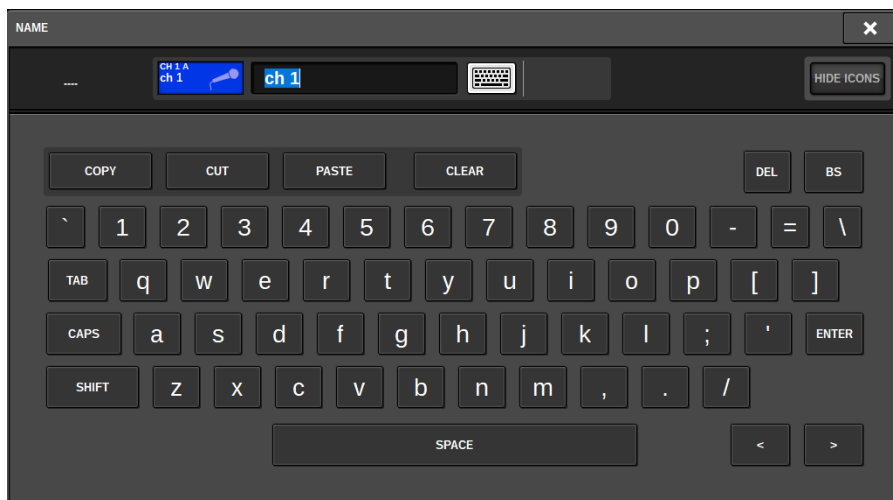 NAME
----
CH 1 A
ch 1
ch 1
HIDE ICONS
COPY CUT PASTE CLEAR DEL BS
` 1 2 3 4 5 6 7 8 9 0 - = \
TAB q w e r t y u i o p [ ]
CAPS a s d f g h j k l ; ' ENTER
SHIFT z x c v b n m , . /
SPACE < >